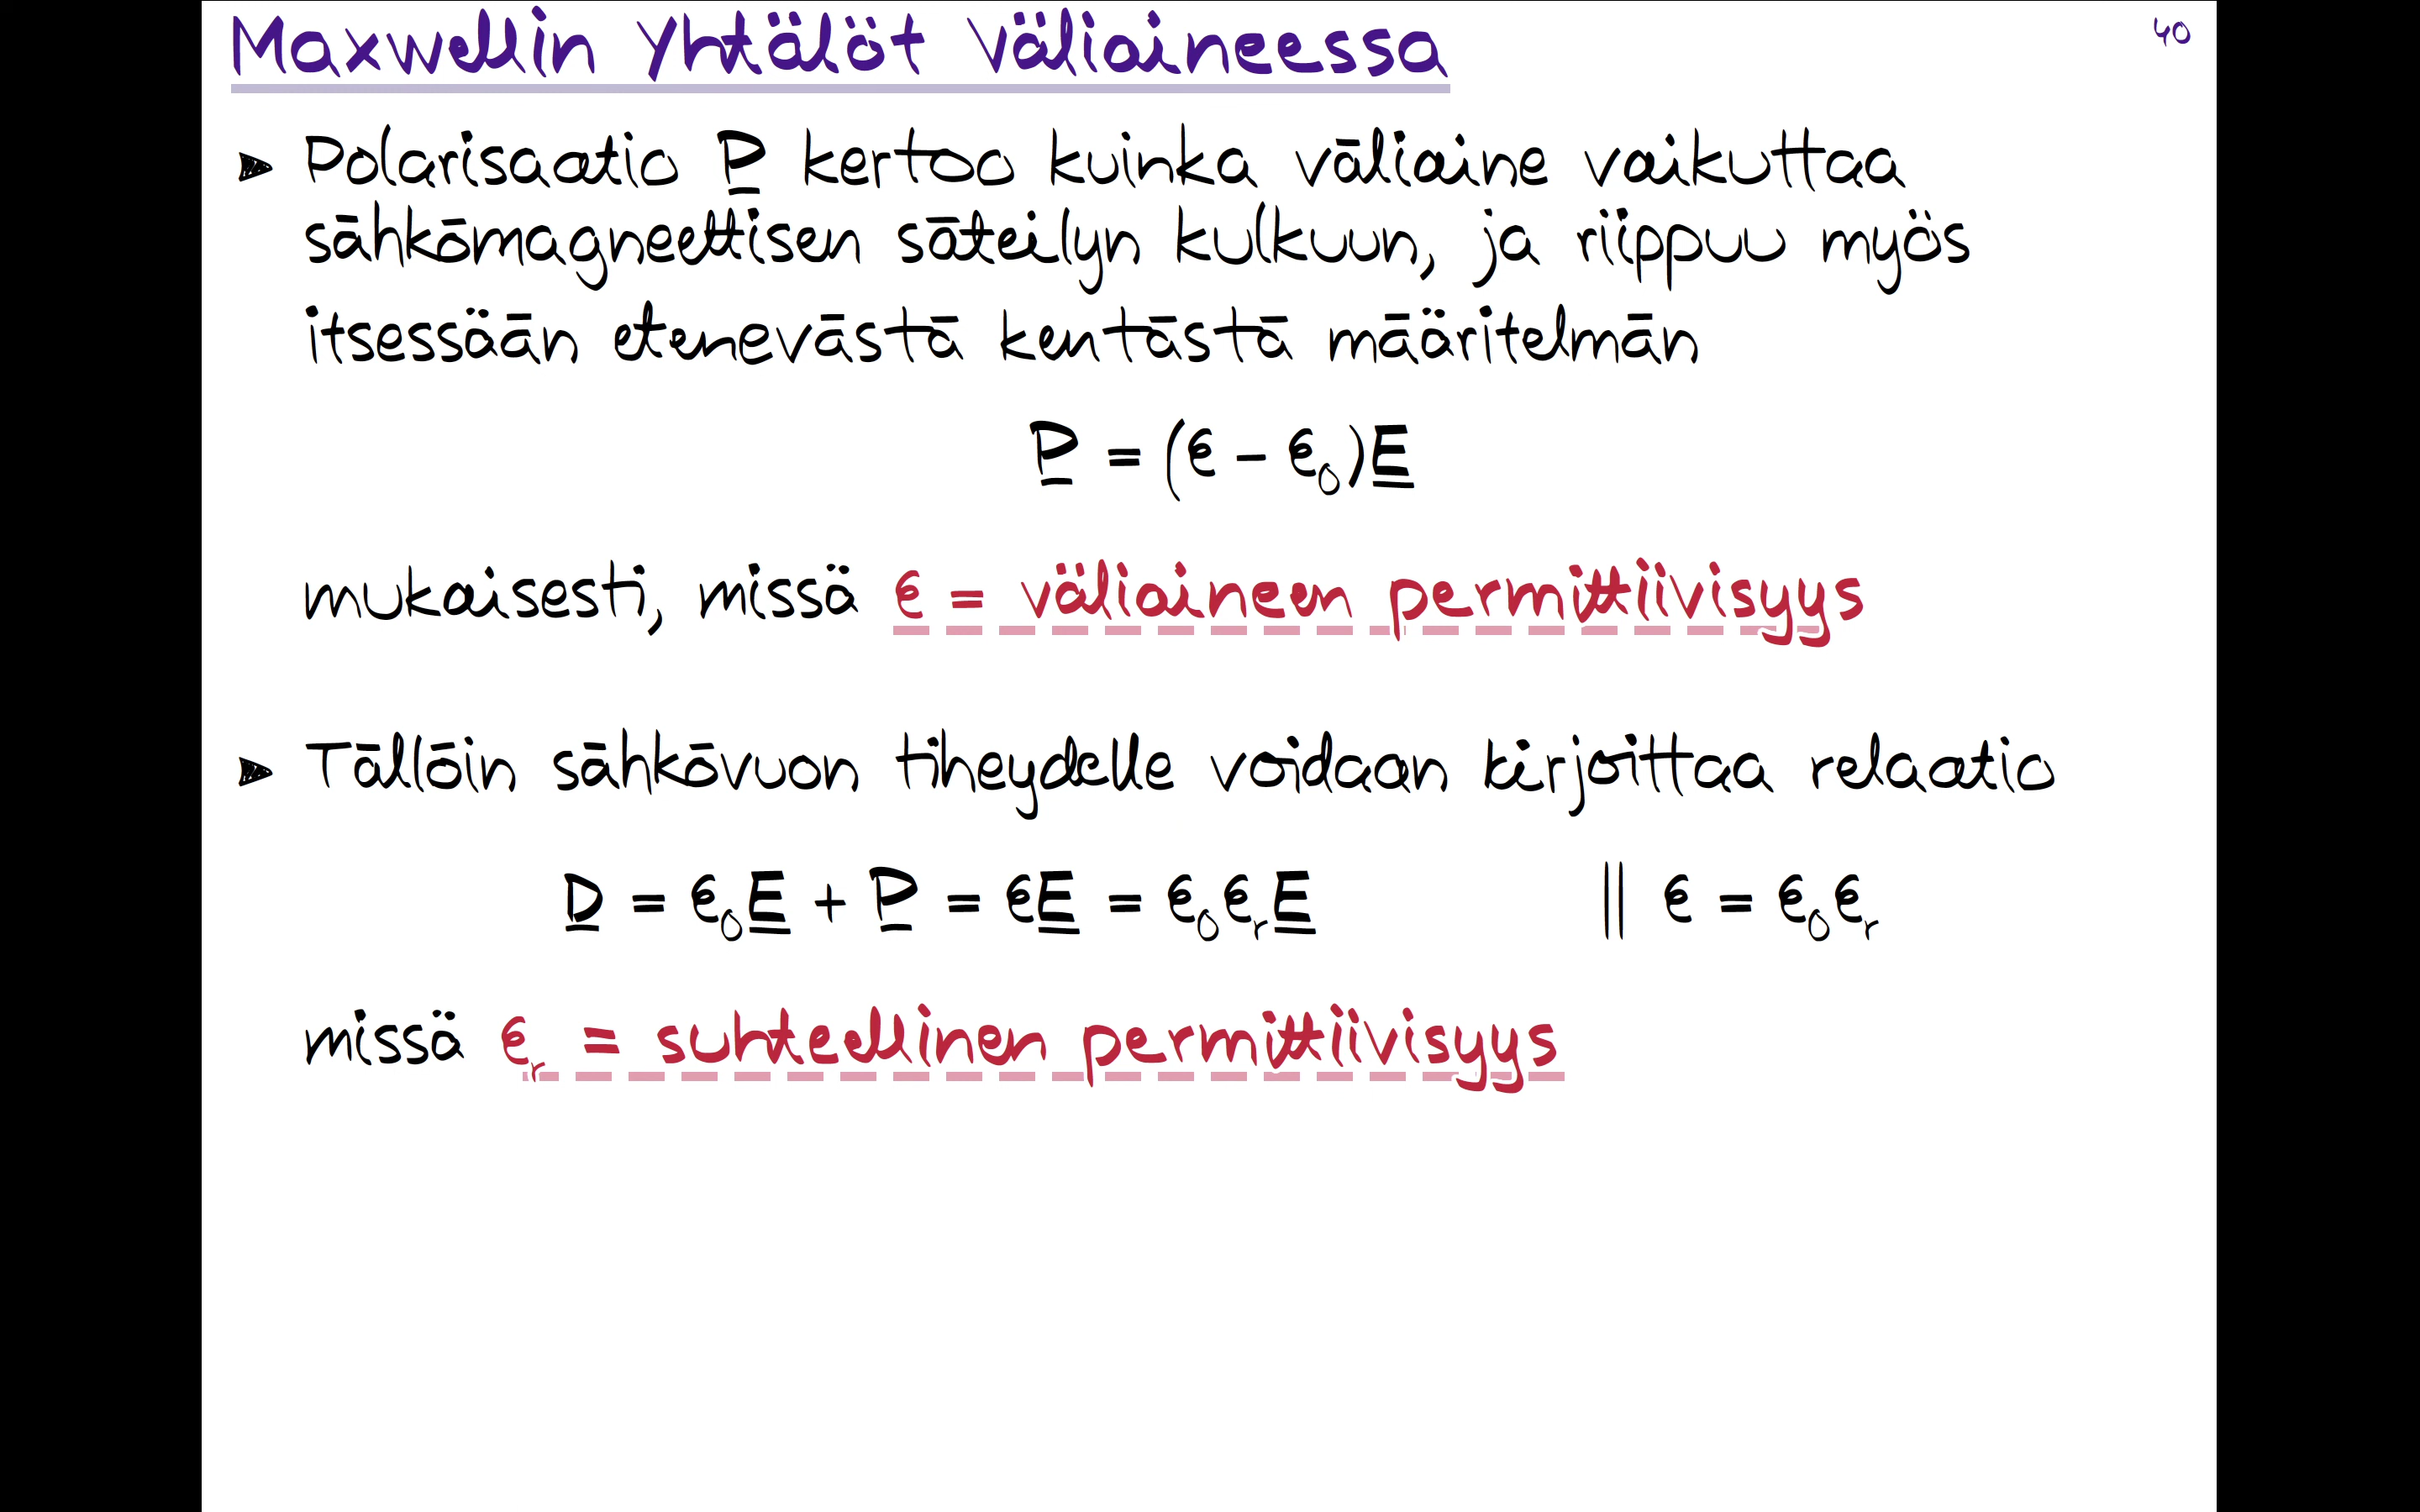 Maxwellin Yhtälöt Väliaineessa
40
Polarisaatio P kertoo kuinka väliaine vaikuttaa
sähkömagneettisen säteilyn kulkuun, ja riippuu myös
itsessään etenevästä kentästä määritelmän
P = (ϵ - ϵ₀)E
mukaisesti, missä ϵ = väliaineen permittiivisyys
Tällöin sähkövuon tiheydelle voidaan kirjoittaa relaatio
D = ϵ₀E + P = ϵE = ϵ₀ϵᵣE || ϵ = ϵ₀ϵᵣ
missä ϵᵣ = suhteellinen permittiivisyys